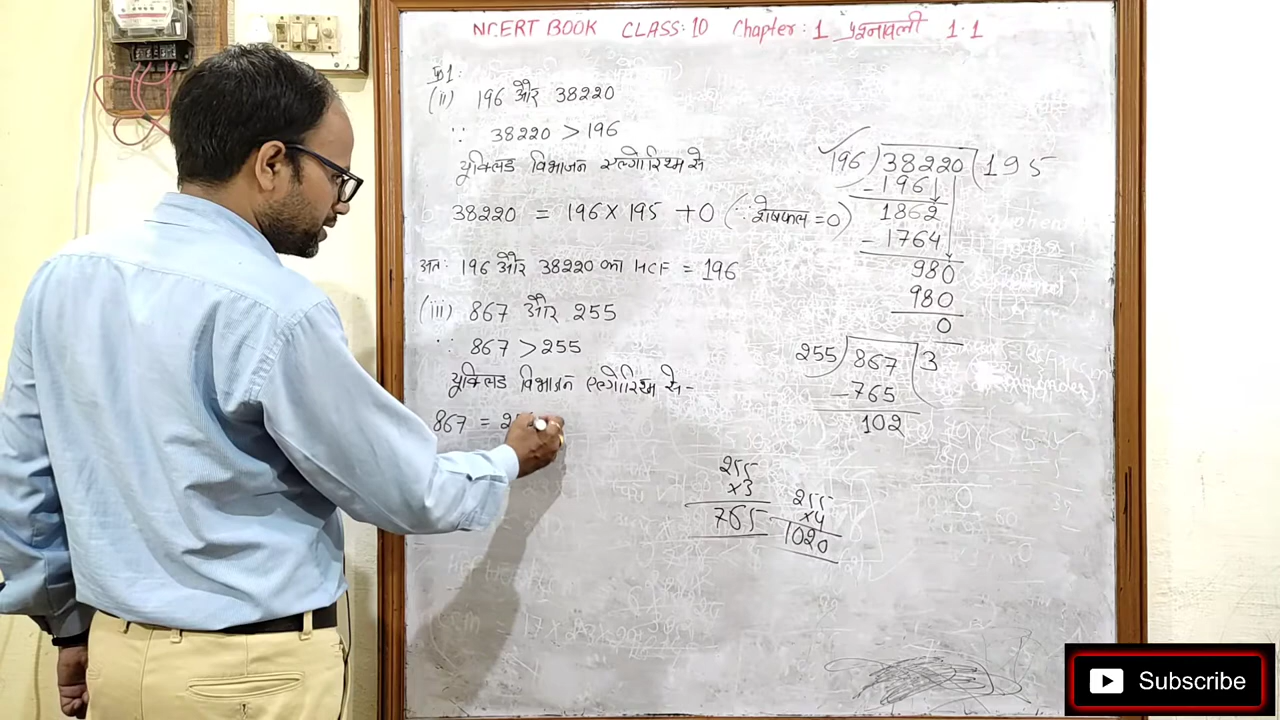 NCERT BOOK CLASS: 10 Chapter: 1 प्रश्नावली 1.1
(ii) 196 और 38220
∵ 38220 > 196
युक्लिड विभाजन एल्गोरिथ्म से
38220 = 196 × 195 + 0 (∵ शेषफल = 0)
अतः 196 और 38220 का HCF = 196
(iii) 867 और 255
∵ 867 > 255
युक्लिड विभाजन एल्गोरिथ्म से -
867 =
196) 38220 (195
- 196
1862
- 1764
980
980
0
255) 867 (3
- 765
102
255
×3
765
255
×4
1020
Subscribe